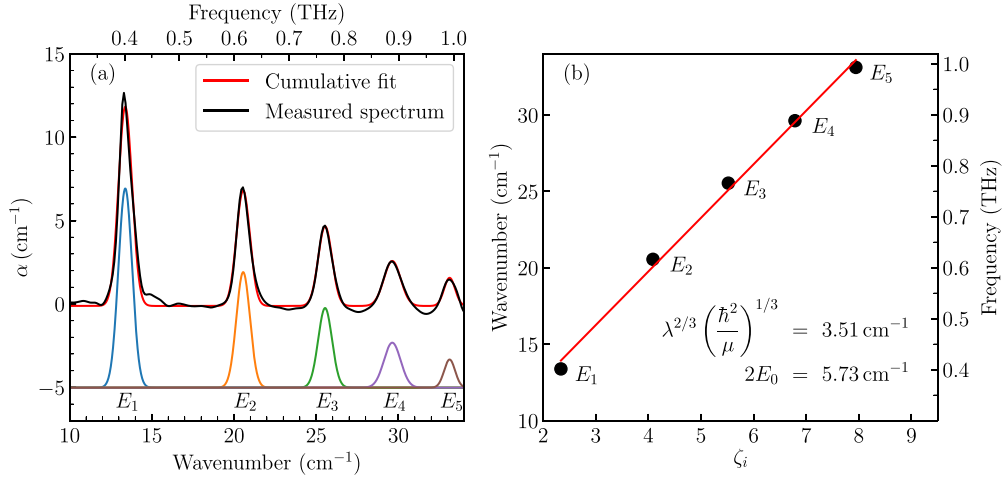 Frequency (THz)
0.4 0.5 0.6 0.7 0.8 0.9 1.0
(a)
Cumulative fit
Measured spectrum
15
10
5
0
−5
α (cm⁻¹)
E₁ E₂ E₃ E₄ E₅
10 15 20 25 30
Wavenumber (cm⁻¹)
(b)
Wavenumber (cm⁻¹)
30
25
20
15
10
E₅
E₄
E₃
E₂
E₁
λ^{2/3} (ℏ²/μ)^{1/3} = 3.51 cm⁻¹
2E₀ = 5.73 cm⁻¹
2 3 4 5 6 7 8 9
ζᵢ
1.0
0.9
0.8
0.7
0.6
0.5
0.4
Frequency (THz)